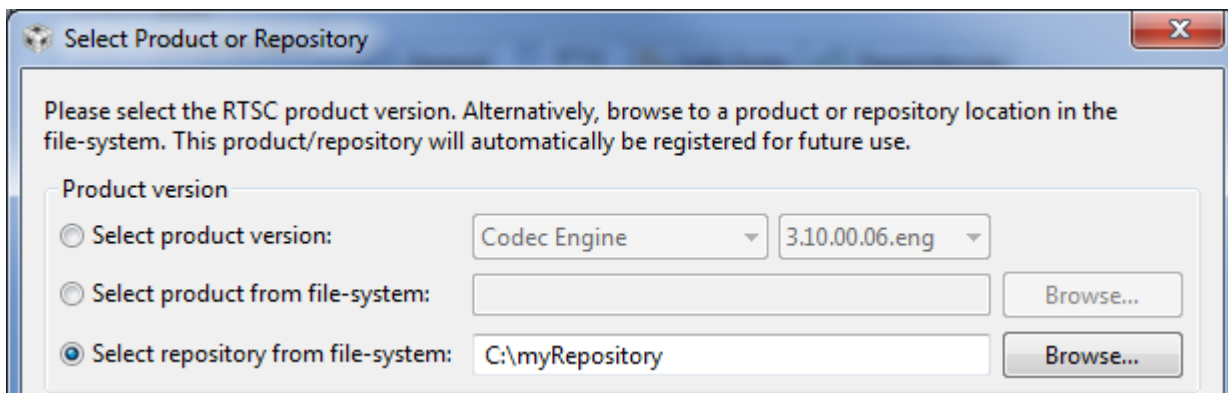 Select Product or Repository
Please select the RTSC product version. Alternatively, browse to a product or repository location in the
file-system. This product/repository will automatically be registered for future use.
Product version
Select product version: Codec Engine 3.10.00.06.eng
Select product from file-system: Browse...
Select repository from file-system: C:\myRepository Browse...